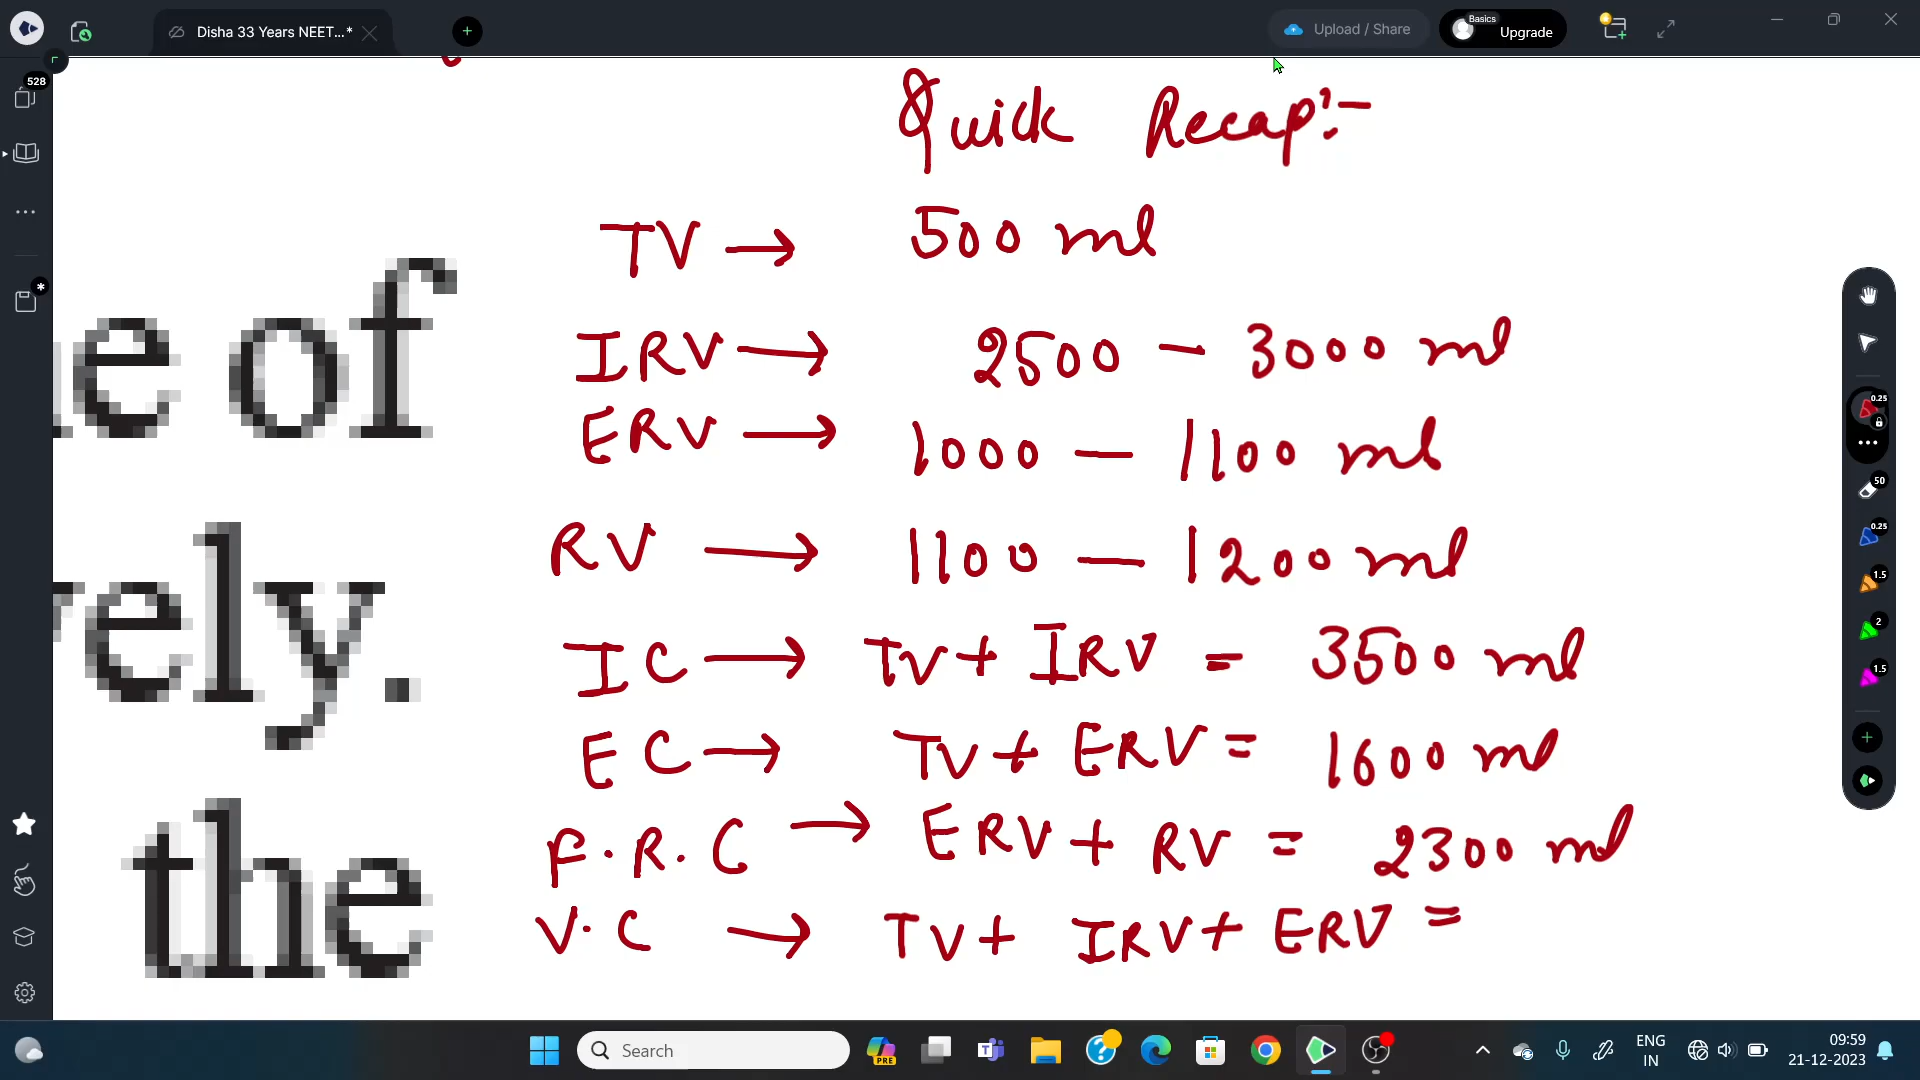 Disha 33 Years NEET...*
Upload / Share
Basics
Upgrade
528
Quick Recap:-
TV → 500 ml
IRV → 2500 - 3000 ml
ERV → 1000 - 1100 ml
RV → 1100 - 1200 ml
IC → TV + IRV = 3500 ml
EC → TV + ERV = 1600 ml
F.R.C → ERV + RV = 2300 ml
V.C → TV + IRV + ERV =
e of
ely.
the
0.25
50
0.25
1.5
2
1.5
Search
PRE
ENG
IN
09:59
21-12-2023